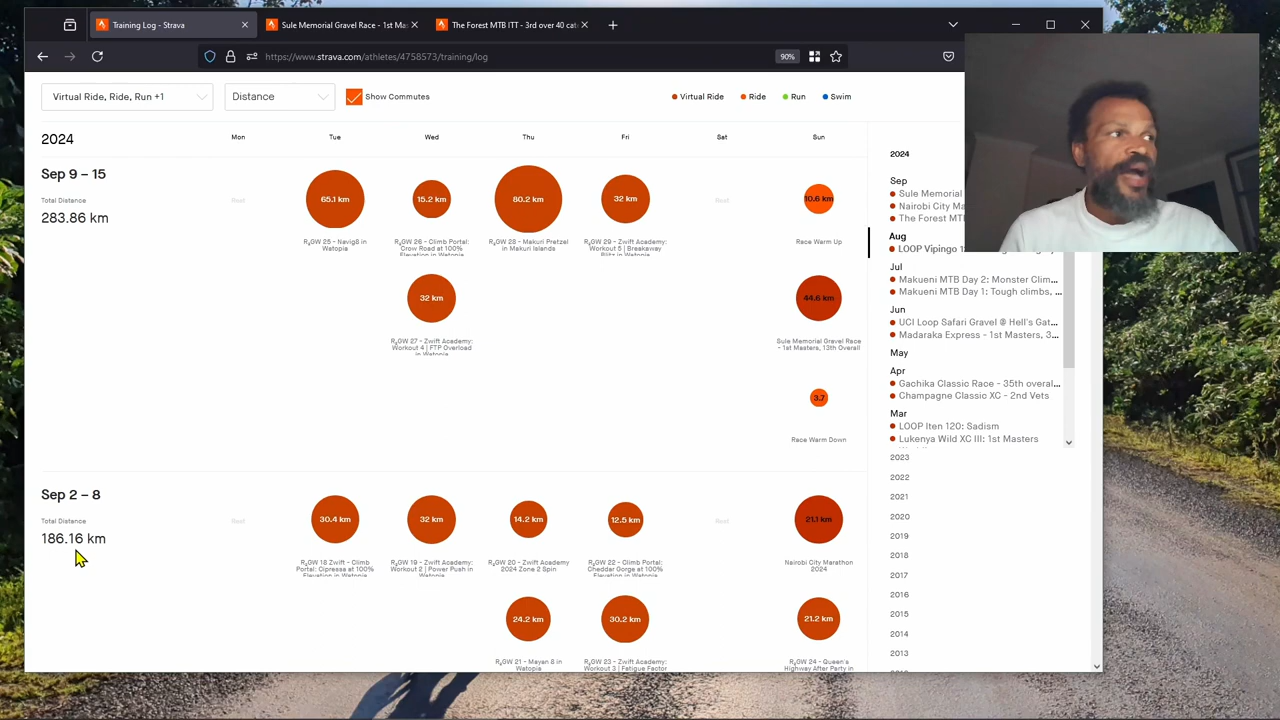 Training Log - Strava
Sule Memorial Gravel Race - 1st Mas
The Forest MTB ITT - 3rd over 40 cat
https://www.strava.com/athletes/4758573/training/log
90%
Virtual Ride, Ride, Run +1
Distance
Show Commutes
Virtual Ride
Ride
Run
Swim
2024
Mon
Tue
Wed
Thu
Fri
Sat
Sun
Sep 9 – 15
Total Distance
283.86 km
Rest
65.1 km
R₂GW 25 - Navig8 in
Watopia
15.2 km
R₂GW 26 - Climb Portal:
Crow Road at 100%
Elevation in Watopia
80.2 km
R₂GW 28 - Makuri Pretzel
in Makuri Islands
32 km
R₂GW 29 - Zwift Academy:
Workout 5 | Breakaway
Blitz in Watopia
Rest
10.6 km
Race Warm Up
32 km
R₂GW 27 - Zwift Academy:
Workout 4 | FTP Overload
in Watopia
44.6 km
Sule Memorial Gravel Race
- 1st Masters, 13th Overall
3.7
Race Warm Down
Sep 2 – 8
Total Distance
186.16 km
Rest
30.4 km
R₂GW 18 Zwift - Climb
Portal: Cipressa at 100%
Elevation in Watopia
32 km
R₂GW 19 - Zwift Academy:
Workout 2 | Power Push in
Watopia
14.2 km
R₂GW 20 - Zwift Academy
2024 Zone 2 Spin
12.5 km
R₂GW 22 - Climb Portal:
Cheddar Gorge at 100%
Elevation in Watopia
Rest
21.1 km
Nairobi City Marathon
2024
24.2 km
R₂GW 21 - Mayan 8 in
Watopia
30.2 km
R₂GW 23 - Zwift Academy:
Workout 3 | Fatigue Factor
21.2 km
R₂GW 24 - Queen's
Highway After Party in
2024
Sep
Sule Memorial
Nairobi City Ma
The Forest MT
Aug
LOOP Vipingo 12
Jul
Makueni MTB Day 2: Monster Clim...
Makueni MTB Day 1: Tough climbs, ...
Jun
UCI Loop Safari Gravel @ Hell's Gat...
Madaraka Express - 1st Masters, 3...
May
Apr
Gachika Classic Race - 35th overal...
Champagne Classic XC - 2nd Vets
Mar
LOOP Iten 120: Sadism
Lukenya Wild XC III: 1st Masters
2023
2022
2021
2020
2019
2018
2017
2016
2015
2014
2013